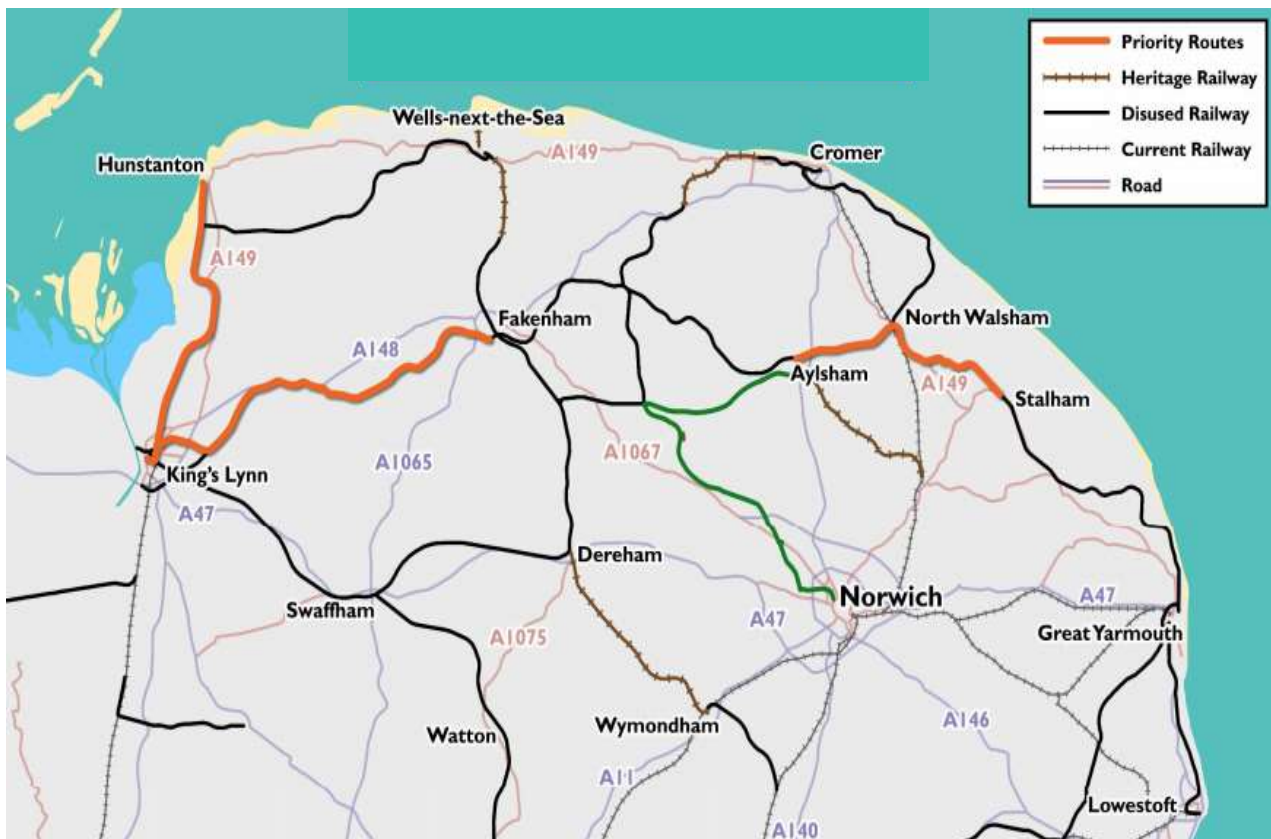 Priority Routes
Heritage Railway
Disused Railway
Current Railway
Road
Wells-next-the-Sea
Hunstanton
A149
Cromer
A149
Fakenham
North Walsham
A148
Aylsham
A149
Stalham
A1067
A1065
King's Lynn
A47
Dereham
Swaffham
Norwich
A47
A47
Great Yarmouth
A1075
Wymondham
A146
Watton
A11
Lowestoft
A140